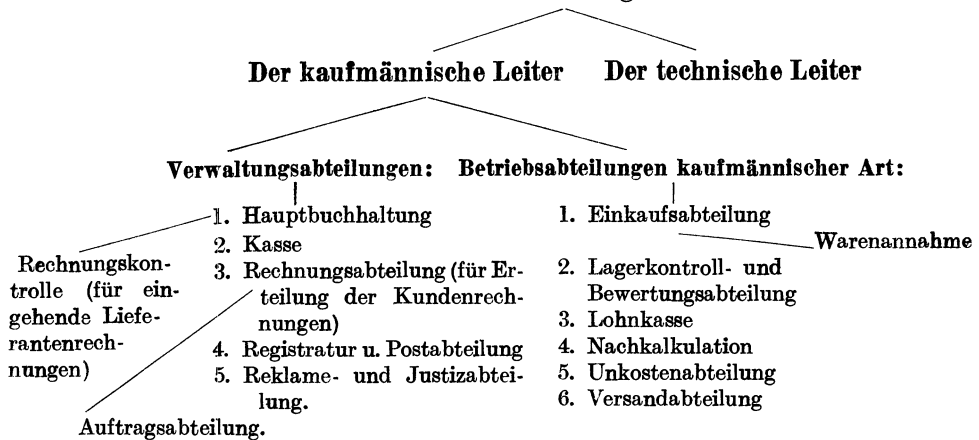 Der kaufmännische Leiter Der technische Leiter
Verwaltungsabteilungen: Betriebsabteilungen kaufmännischer Art:
1. Hauptbuchhaltung
2. Kasse
3. Rechnungsabteilung (für Er-
teilung der Kundenrech-
nungen)
4. Registratur u. Postabteilung
5. Reklame- und Justizabtei-
lung.
Rechnungskon-
trolle (für ein-
gehende Liefe-
rantenrech-
nungen)
Auftragsabteilung.
1. Einkaufsabteilung
Warenannahme
2. Lagerkontroll- und
Bewertungsabteilung
3. Lohnkasse
4. Nachkalkulation
5. Unkostenabteilung
6. Versandabteilung